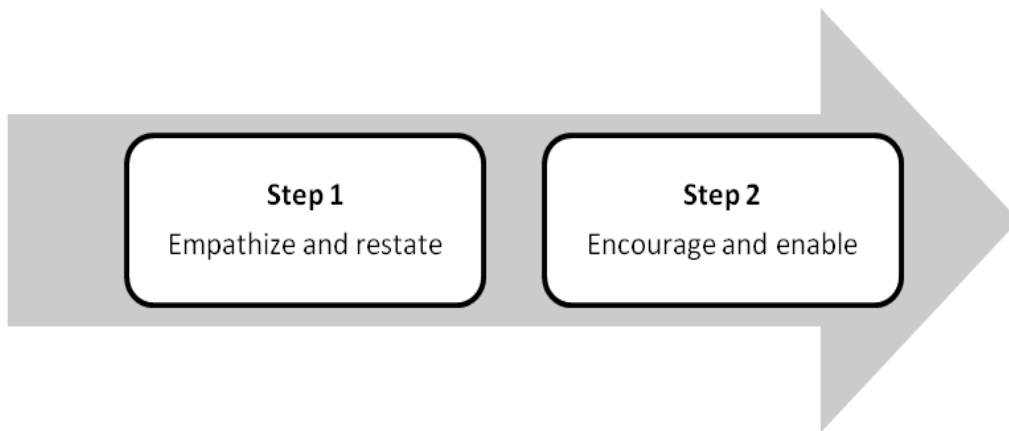 Step 1
Empathize and restate
Step 2
Encourage and enable